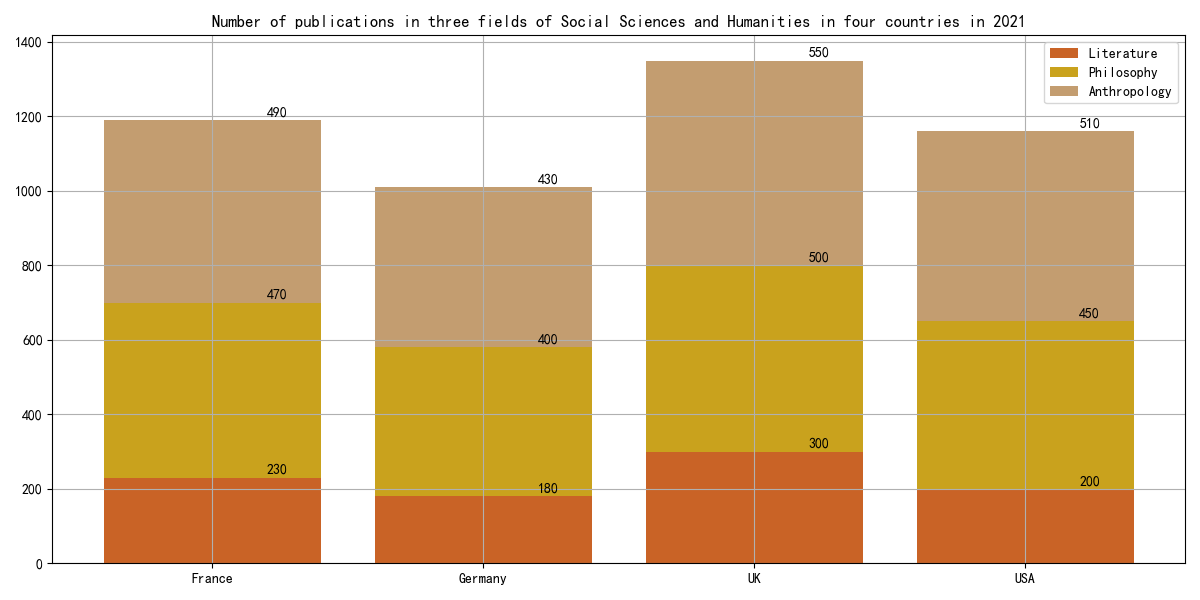 Number of publications in three fields of Social Sciences and Humanities in four countries in 2021
1400
1200
1000
800
600
400
200
0
Literature
Philosophy
Anthropology
490
470
230
430
400
180
550
500
300
510
450
200
France
Germany
UK
USA